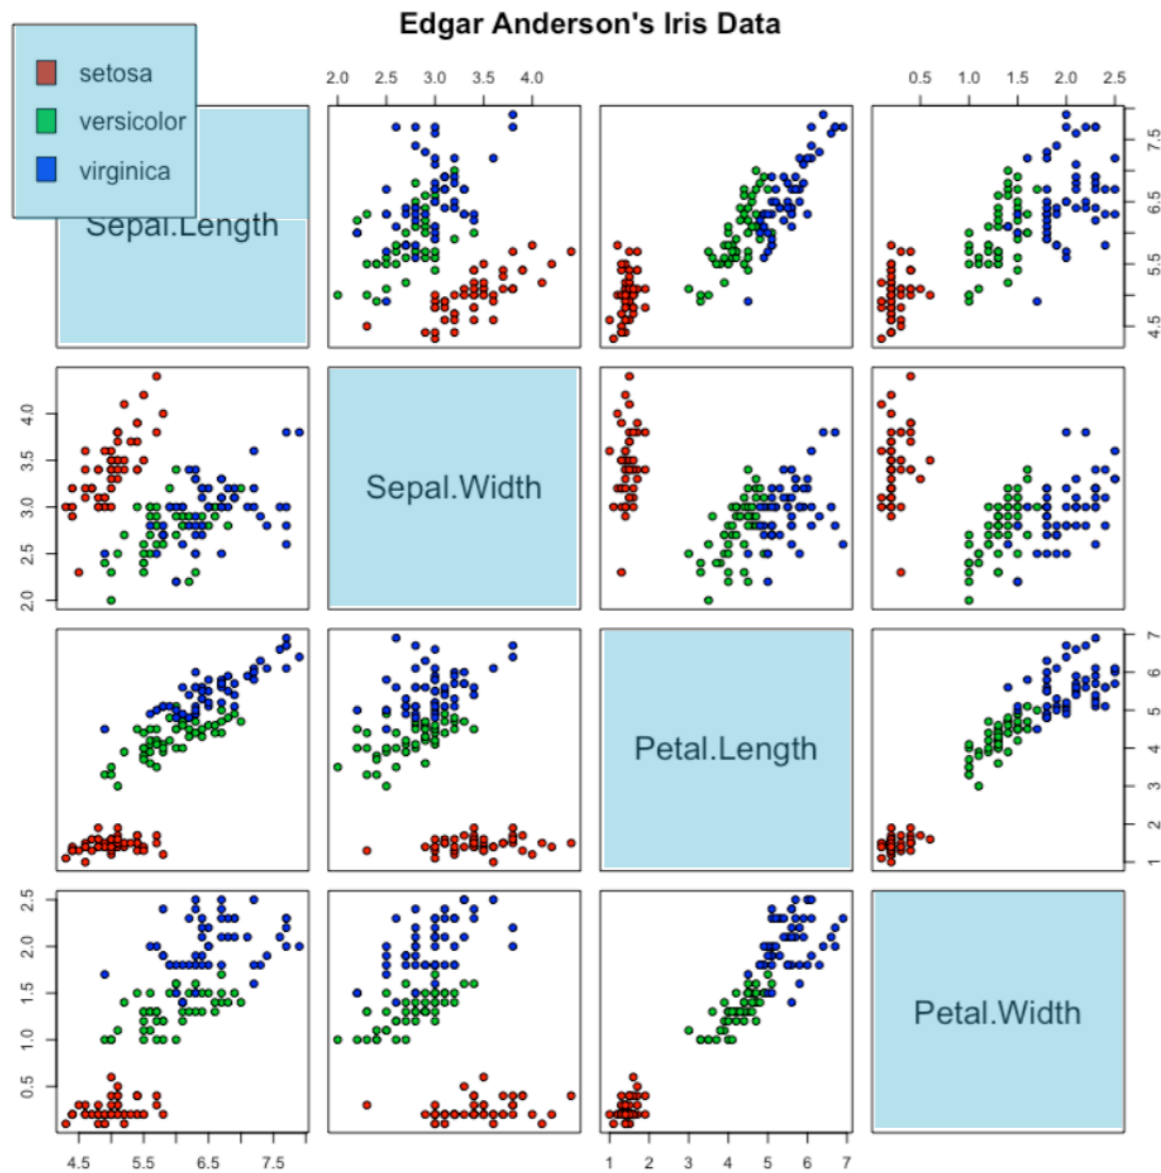 Edgar Anderson's Iris Data
setosa
versicolor
virginica
2.0 2.5 3.0 3.5 4.0
0.5 1.0 1.5 2.0 2.5
Sepal.Length
4.5 5.5 6.5 7.5
2.0 2.5 3.0 3.5 4.0
Sepal.Width
Petal.Length
1 2 3 4 5 6 7
0.5 1.0 1.5 2.0 2.5
Petal.Width
4.5 5.5 6.5 7.5
1 2 3 4 5 6 7